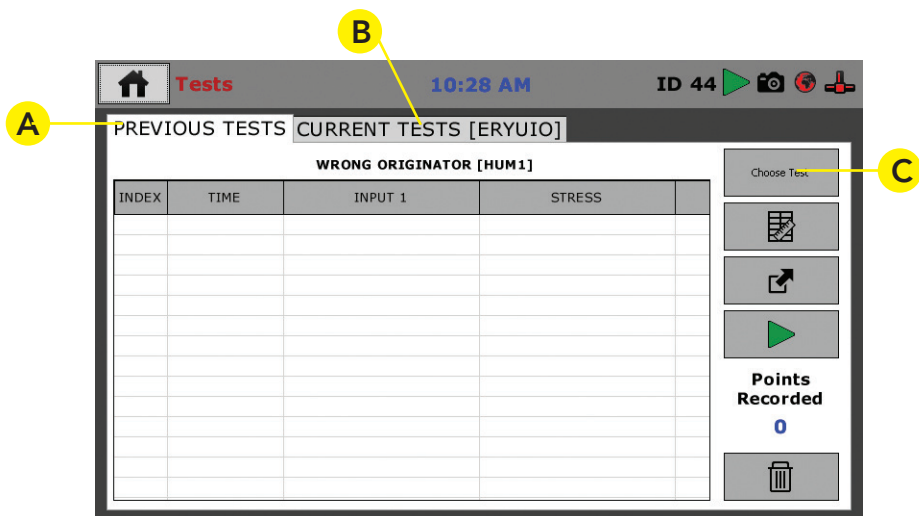 B
Tests 10:28 AM ID 44
A
PREVIOUS TESTS CURRENT TESTS [ERYUIO]
WRONG ORIGINATOR [HUM1]
Choose Test
C
INDEX TIME INPUT 1 STRESS
Points
Recorded
0